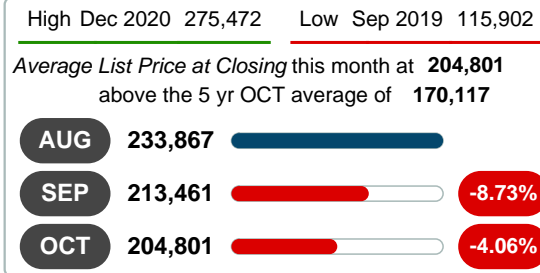 High Dec 2020 275,472 Low Sep 2019 115,902
Average List Price at Closing this month at 204,801
above the 5 yr OCT average of 170,117
AUG 233,867
SEP 213,461 -8.73%
OCT 204,801 -4.06%